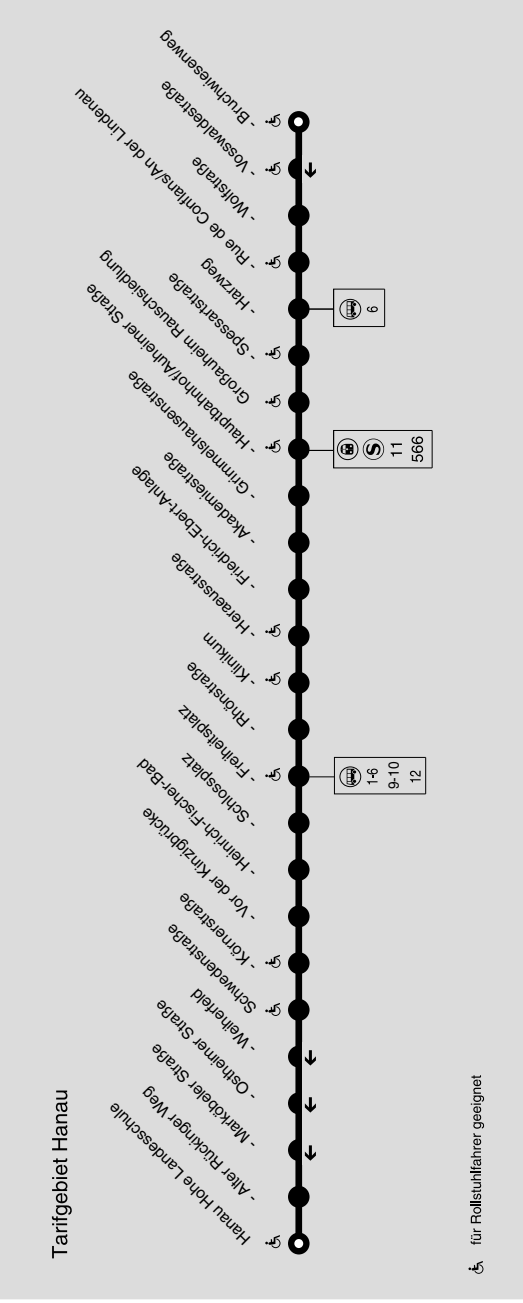 Tarifgebiet Hanau
Hanau Hohe Landesschule
- Alter Rückinger Weg
- Marköbeler Straße
- Ostheimer Straße
- Weiherfeld
Schwedenstraße
- Körnerstraße
- Vor der Kinzigbrücke
- Heinrich-Fischer-Bad
- Schlossplatz
- Freiheitsplatz
- Rhönstraße
- Klinikum
- Heraeusstraße
- Friedrich-Ebert-Anlage
- Akademiestraße
- Grimmelshausenstraße
- Hauptbahnhof/Auheimer Straße
Großauheim Rauschsiedlung
- Spessartstraße
- Harzweg
- Rue de Conflans/An der Lindenau
- Wolfstraße
- Vosswaldestraße
- Bruchwiesenweg
1-6
9-10
12
S
11
566
6
für Rollstuhlfahrer geeignet